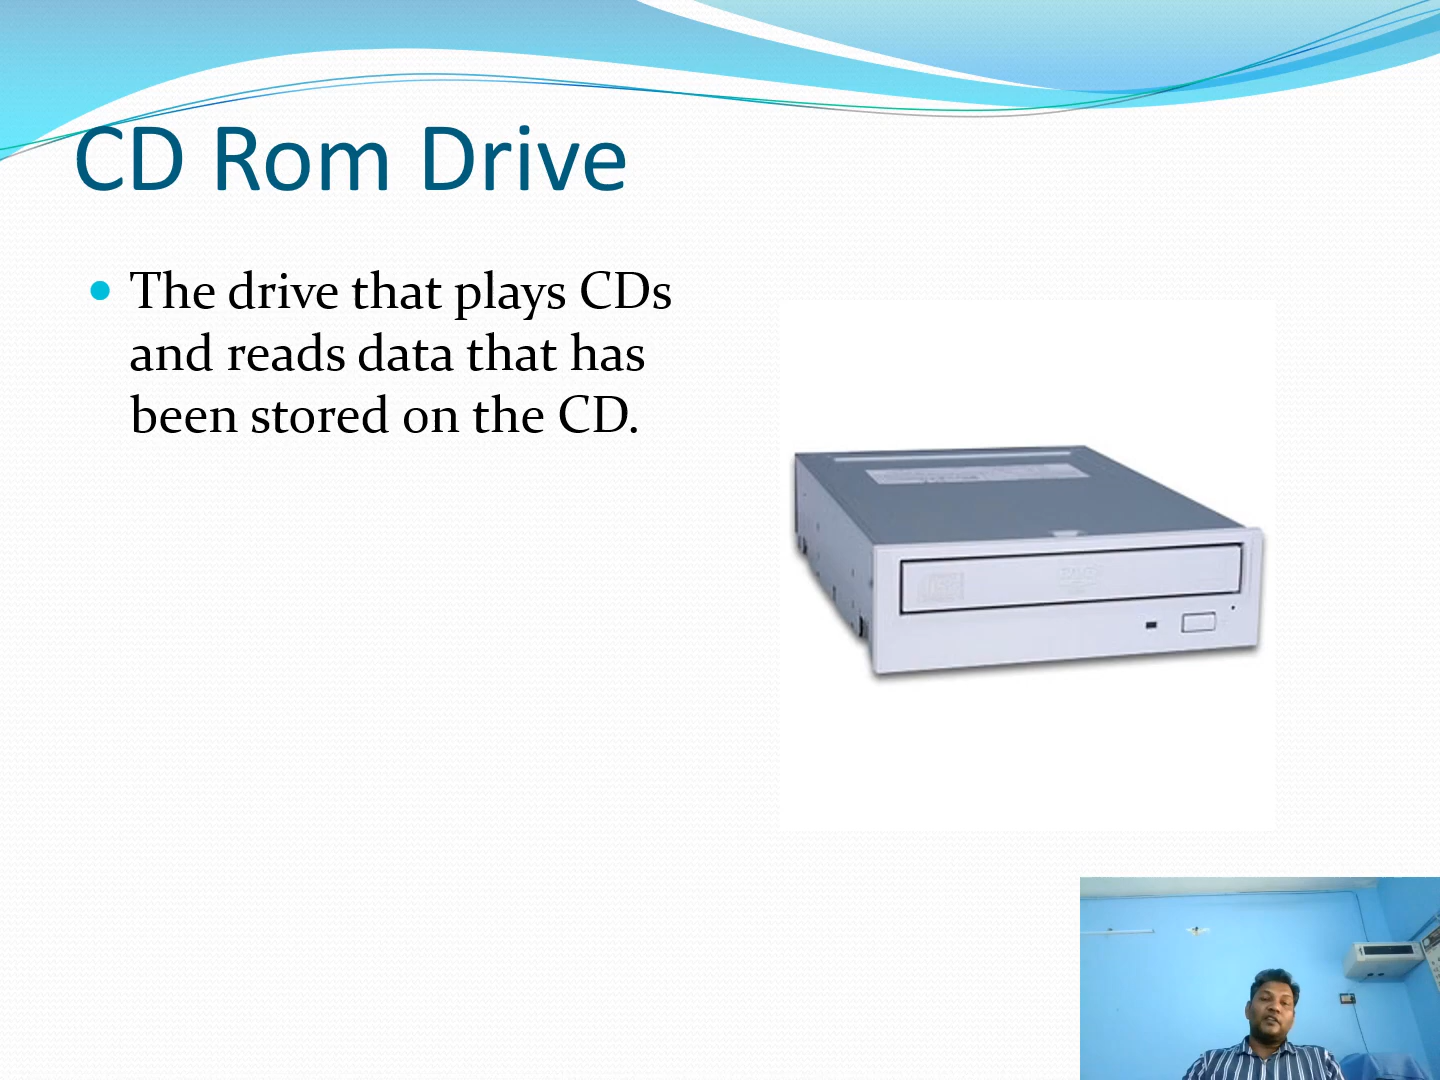 CD Rom Drive
The drive that plays CDs
and reads data that has
been stored on the CD.